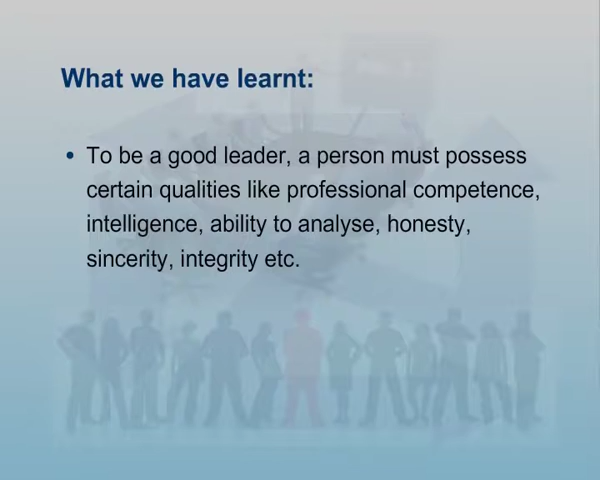 What we have learnt:
• To be a good leader, a person must possess
certain qualities like professional competence,
intelligence, ability to analyse, honesty,
sincerity, integrity etc.